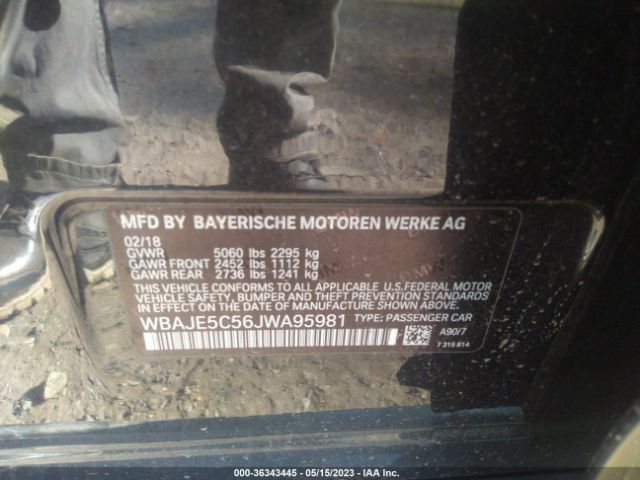 MFD BY BAYERISCHE MOTOREN WERKE AG
02/18
GVWR 5060 lbs 2295 kg
GAWR FRONT 2452 lbs 1112 kg
GAWR REAR 2736 lbs 1241 kg
THIS VEHICLE CONFORMS TO ALL APPLICABLE U.S.FEDERAL MOTOR
VEHICLE SAFETY, BUMPER, AND THEFT PREVENTION STANDARDS
IN EFFECT ON THE DATE OF MANUFACTURE SHOWN ABOVE.
WBAJE5C56JWA95981 TYPE: PASSENGER CAR
A90/7
7 315 814
000-36343445 - 05/15/2023 - IAA Inc.